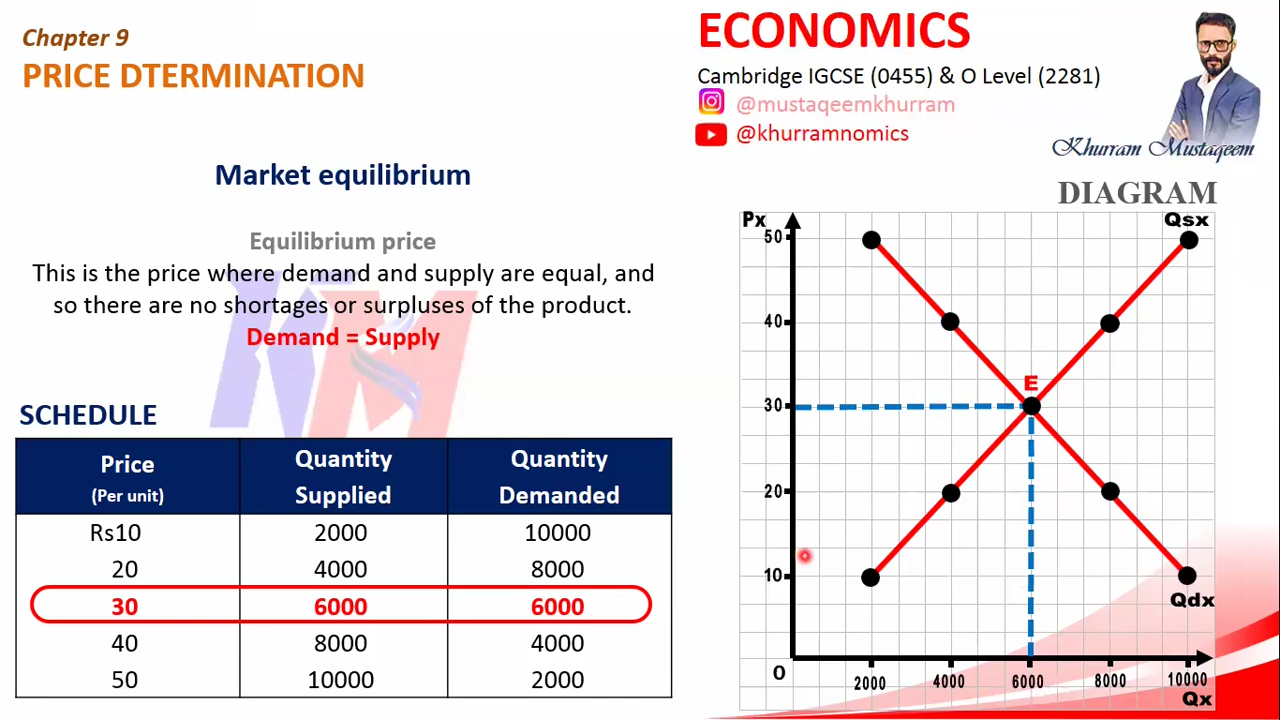 Chapter 9
PRICE DTERMINATION
ECONOMICS
Cambridge IGCSE (0455) & O Level (2281)
@mustaqeemkhurram
@khurramnomics
Khurram Mustaqeem
Market equilibrium
Equilibrium price
This is the price where demand and supply are equal, and
so there are no shortages or surpluses of the product.
Demand = Supply
SCHEDULE
Price (Per unit) Quantity Supplied Quantity Demanded
Rs10 2000 10000
20 4000 8000
30 6000 6000
40 8000 4000
50 10000 2000
DIAGRAM
Px
Qsx
50
40
E
30
20
10
Qdx
0
2000 4000 6000 8000 10000
Qx
KM